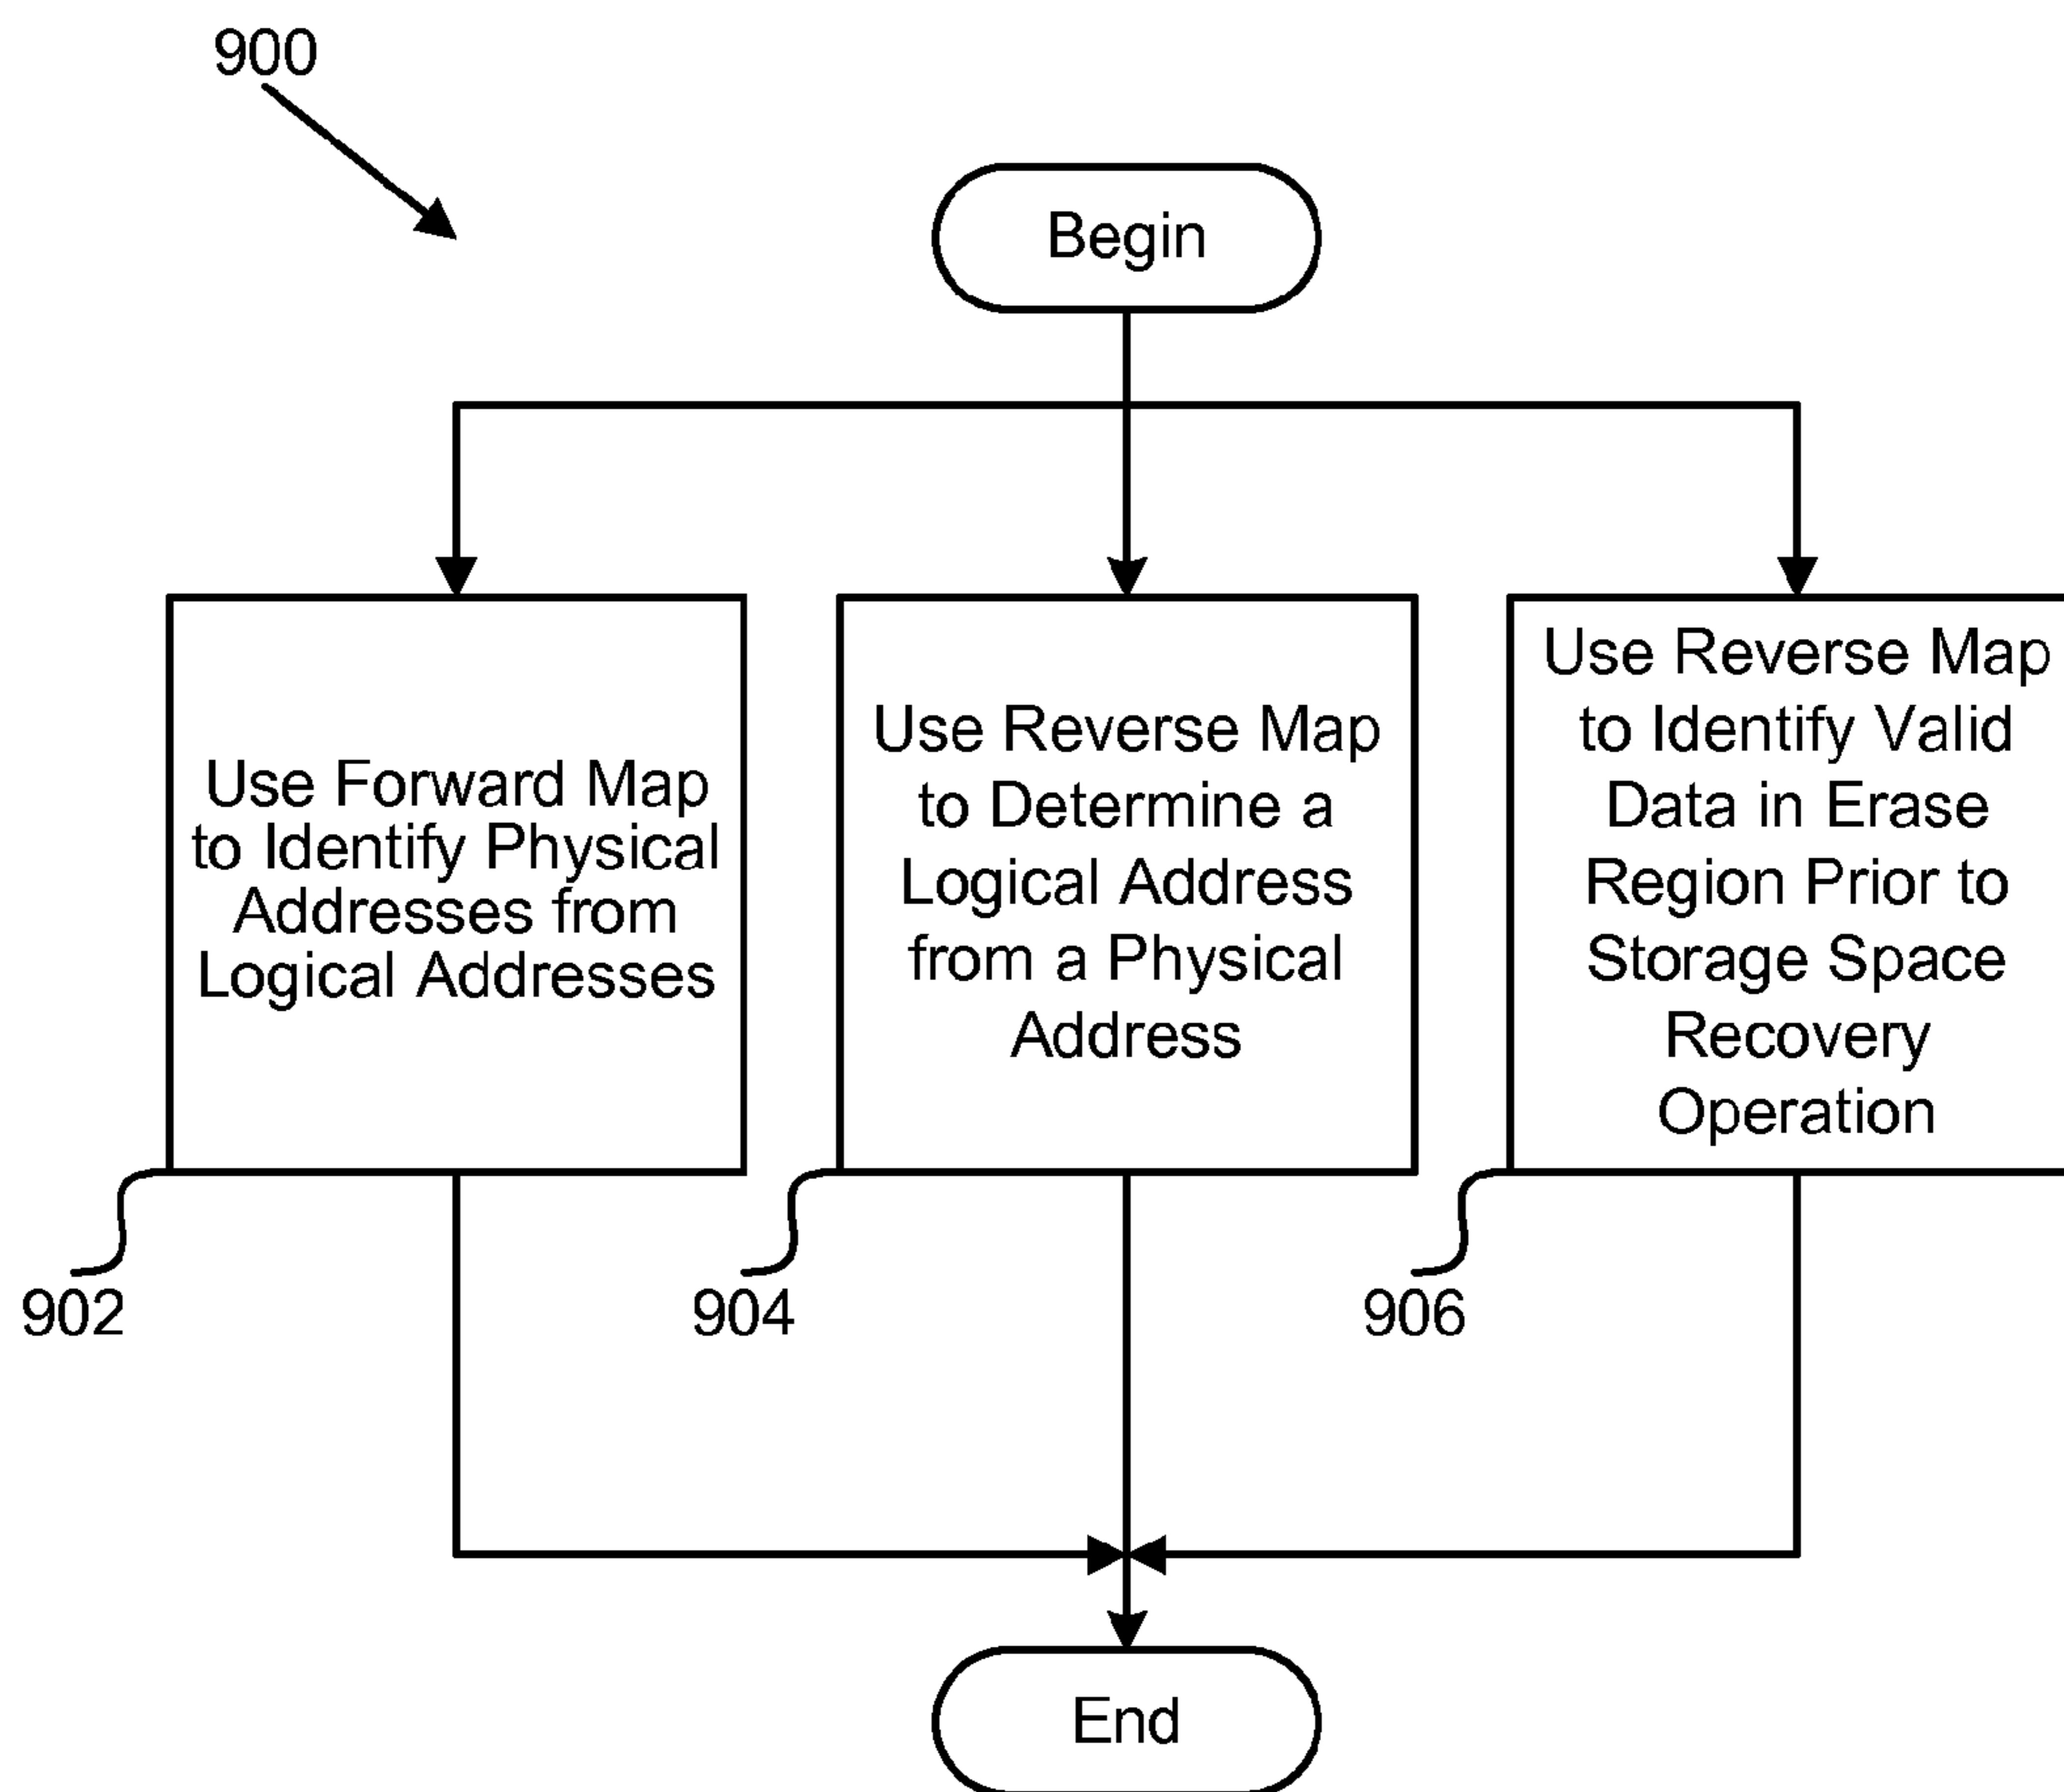 900
Begin
Use Forward Map
to Identify Physical
Addresses from
Logical Addresses
Use Reverse Map
to Determine a
Logical Address
from a Physical
Address
Use Reverse Map
to Identify Valid
Data in Erase
Region Prior to
Storage Space
Recovery
Operation
902
904
906
End